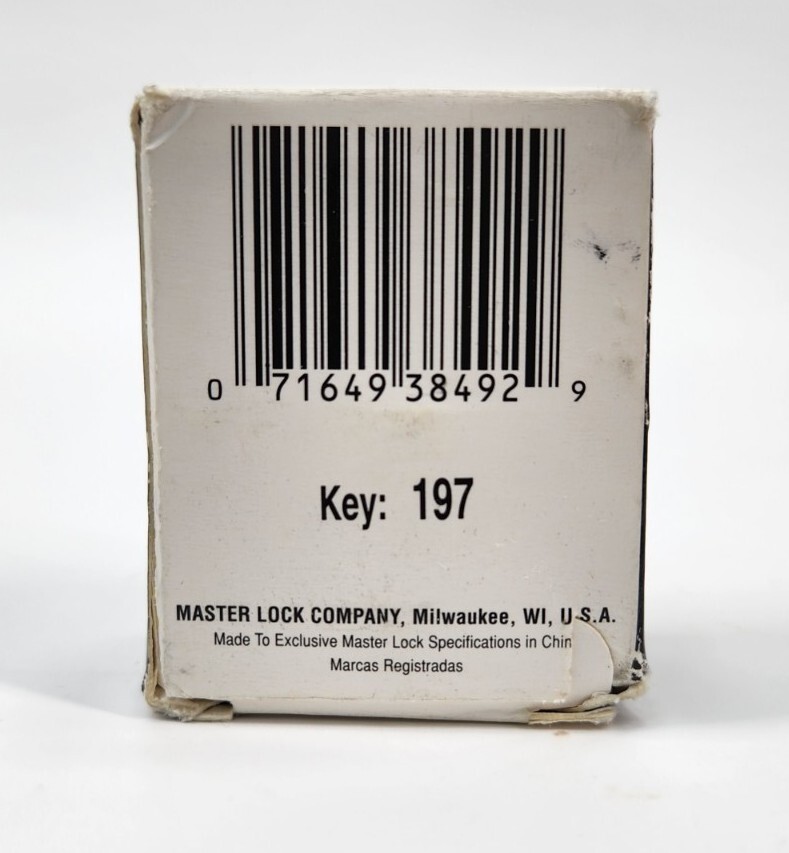 0 71649 38492 9
Key: 197
MASTER LOCK COMPANY, Milwaukee, WI, U.S.A.
Made To Exclusive Master Lock Specifications in Chin
Marcas Registradas